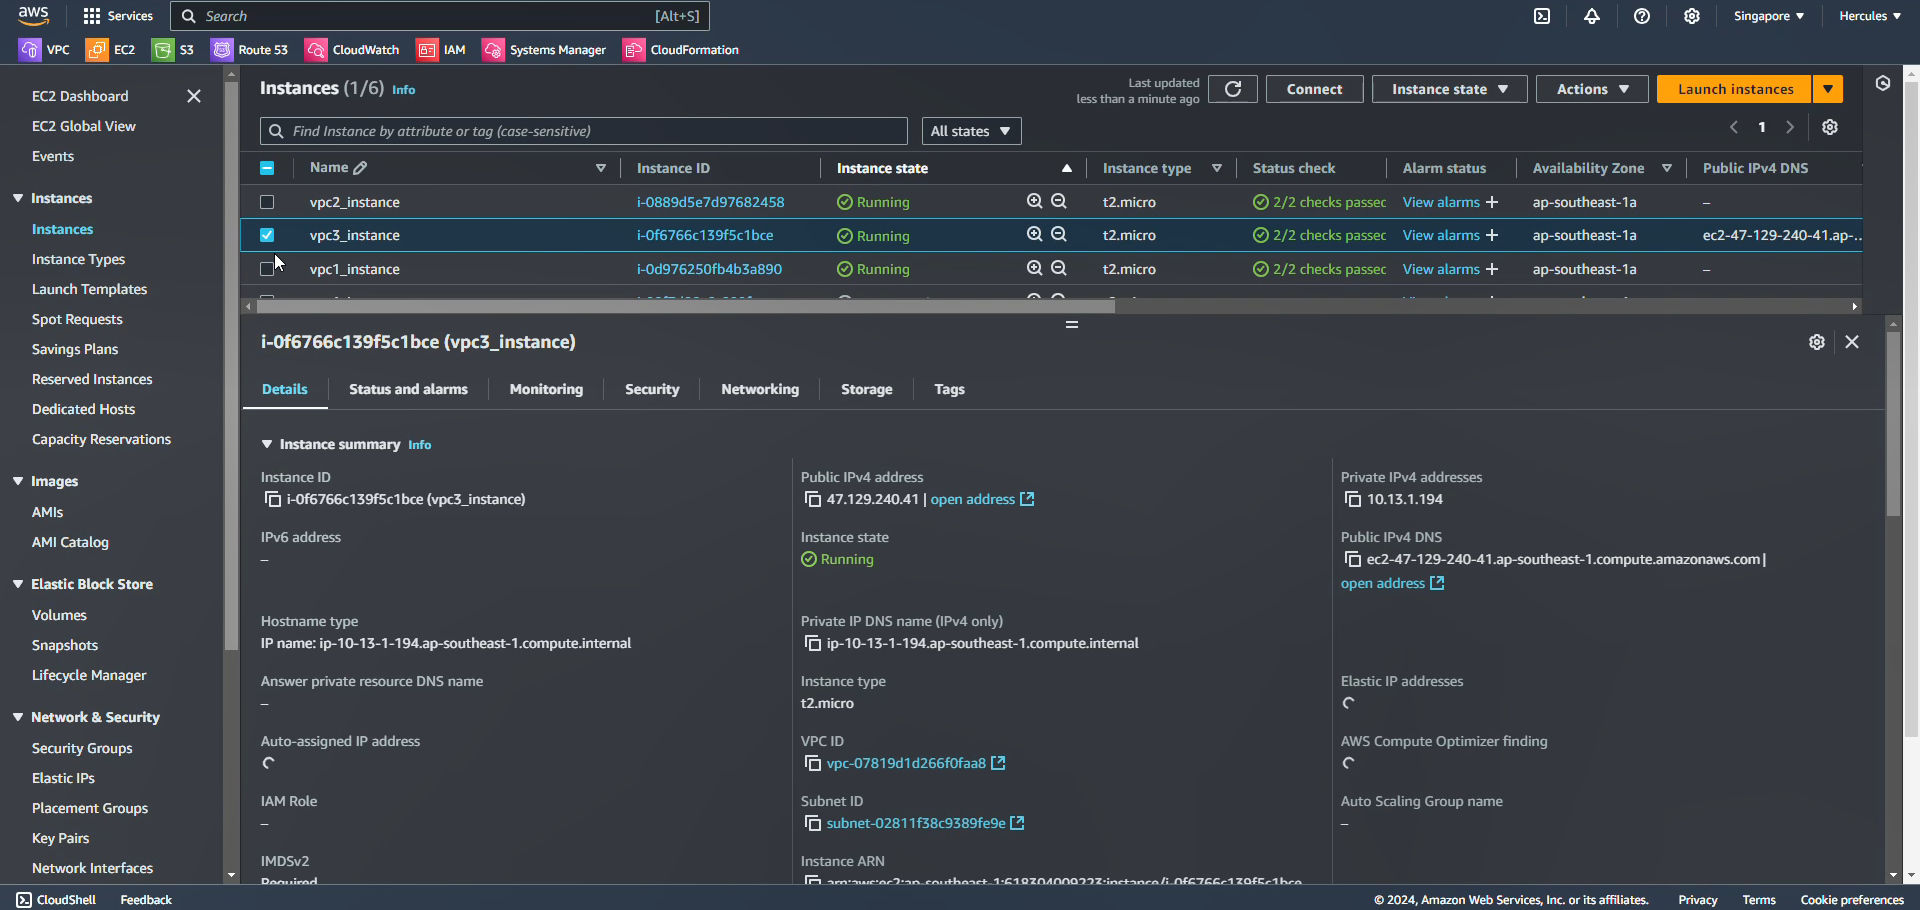 aws
Services
Search
[Alt+S]
Singapore
Hercules
VPC
EC2
S3
Route 53
CloudWatch
IAM
Systems Manager
CloudFormation
EC2 Dashboard
EC2 Global View
Events
Instances
Instances
Instance Types
Launch Templates
Spot Requests
Savings Plans
Reserved Instances
Dedicated Hosts
Capacity Reservations
Images
AMIs
AMI Catalog
Elastic Block Store
Volumes
Snapshots
Lifecycle Manager
Network & Security
Security Groups
Elastic IPs
Placement Groups
Key Pairs
Network Interfaces
Instances (1/6) Info
Last updated
less than a minute ago
Connect
Instance state
Actions
Launch instances
Find Instance by attribute or tag (case-sensitive)
All states
1
Name Instance ID Instance state Instance type Status check Alarm status Availability Zone Public IPv4 DNS
vpc2_instance i-0889d5e7d97682458 Running t2.micro 2/2 checks passec View alarms + ap-southeast-1a –
vpc3_instance i-0f6766c139f5c1bce Running t2.micro 2/2 checks passec View alarms + ap-southeast-1a ec2-47-129-240-41.ap-...
vpc1_instance i-0d976250fb4b3a890 Running t2.micro 2/2 checks passec View alarms + ap-southeast-1a –
i-0f6766c139f5c1bce (vpc3_instance)
Details
Status and alarms
Monitoring
Security
Networking
Storage
Tags
Instance summary Info
Instance ID
i-0f6766c139f5c1bce (vpc3_instance)
Public IPv4 address
47.129.240.41 | open address
Private IPv4 addresses
10.13.1.194
IPv6 address
–
Instance state
Running
Public IPv4 DNS
ec2-47-129-240-41.ap-southeast-1.compute.amazonaws.com |
open address
Hostname type
IP name: ip-10-13-1-194.ap-southeast-1.compute.internal
Private IP DNS name (IPv4 only)
ip-10-13-1-194.ap-southeast-1.compute.internal
Answer private resource DNS name
–
Instance type
t2.micro
Elastic IP addresses
Auto-assigned IP address
VPC ID
vpc-07819d1d266f0faa8
AWS Compute Optimizer finding
IAM Role
–
Subnet ID
subnet-02811f38c9389fe9e
Auto Scaling Group name
–
IMDSv2
Required
Instance ARN
arn:aws:ec2:ap-southeast-1:618304009223:instance/i-0f6766c139f5c1bce
CloudShell
Feedback
© 2024, Amazon Web Services, Inc. or its affiliates.
Privacy
Terms
Cookie preferences